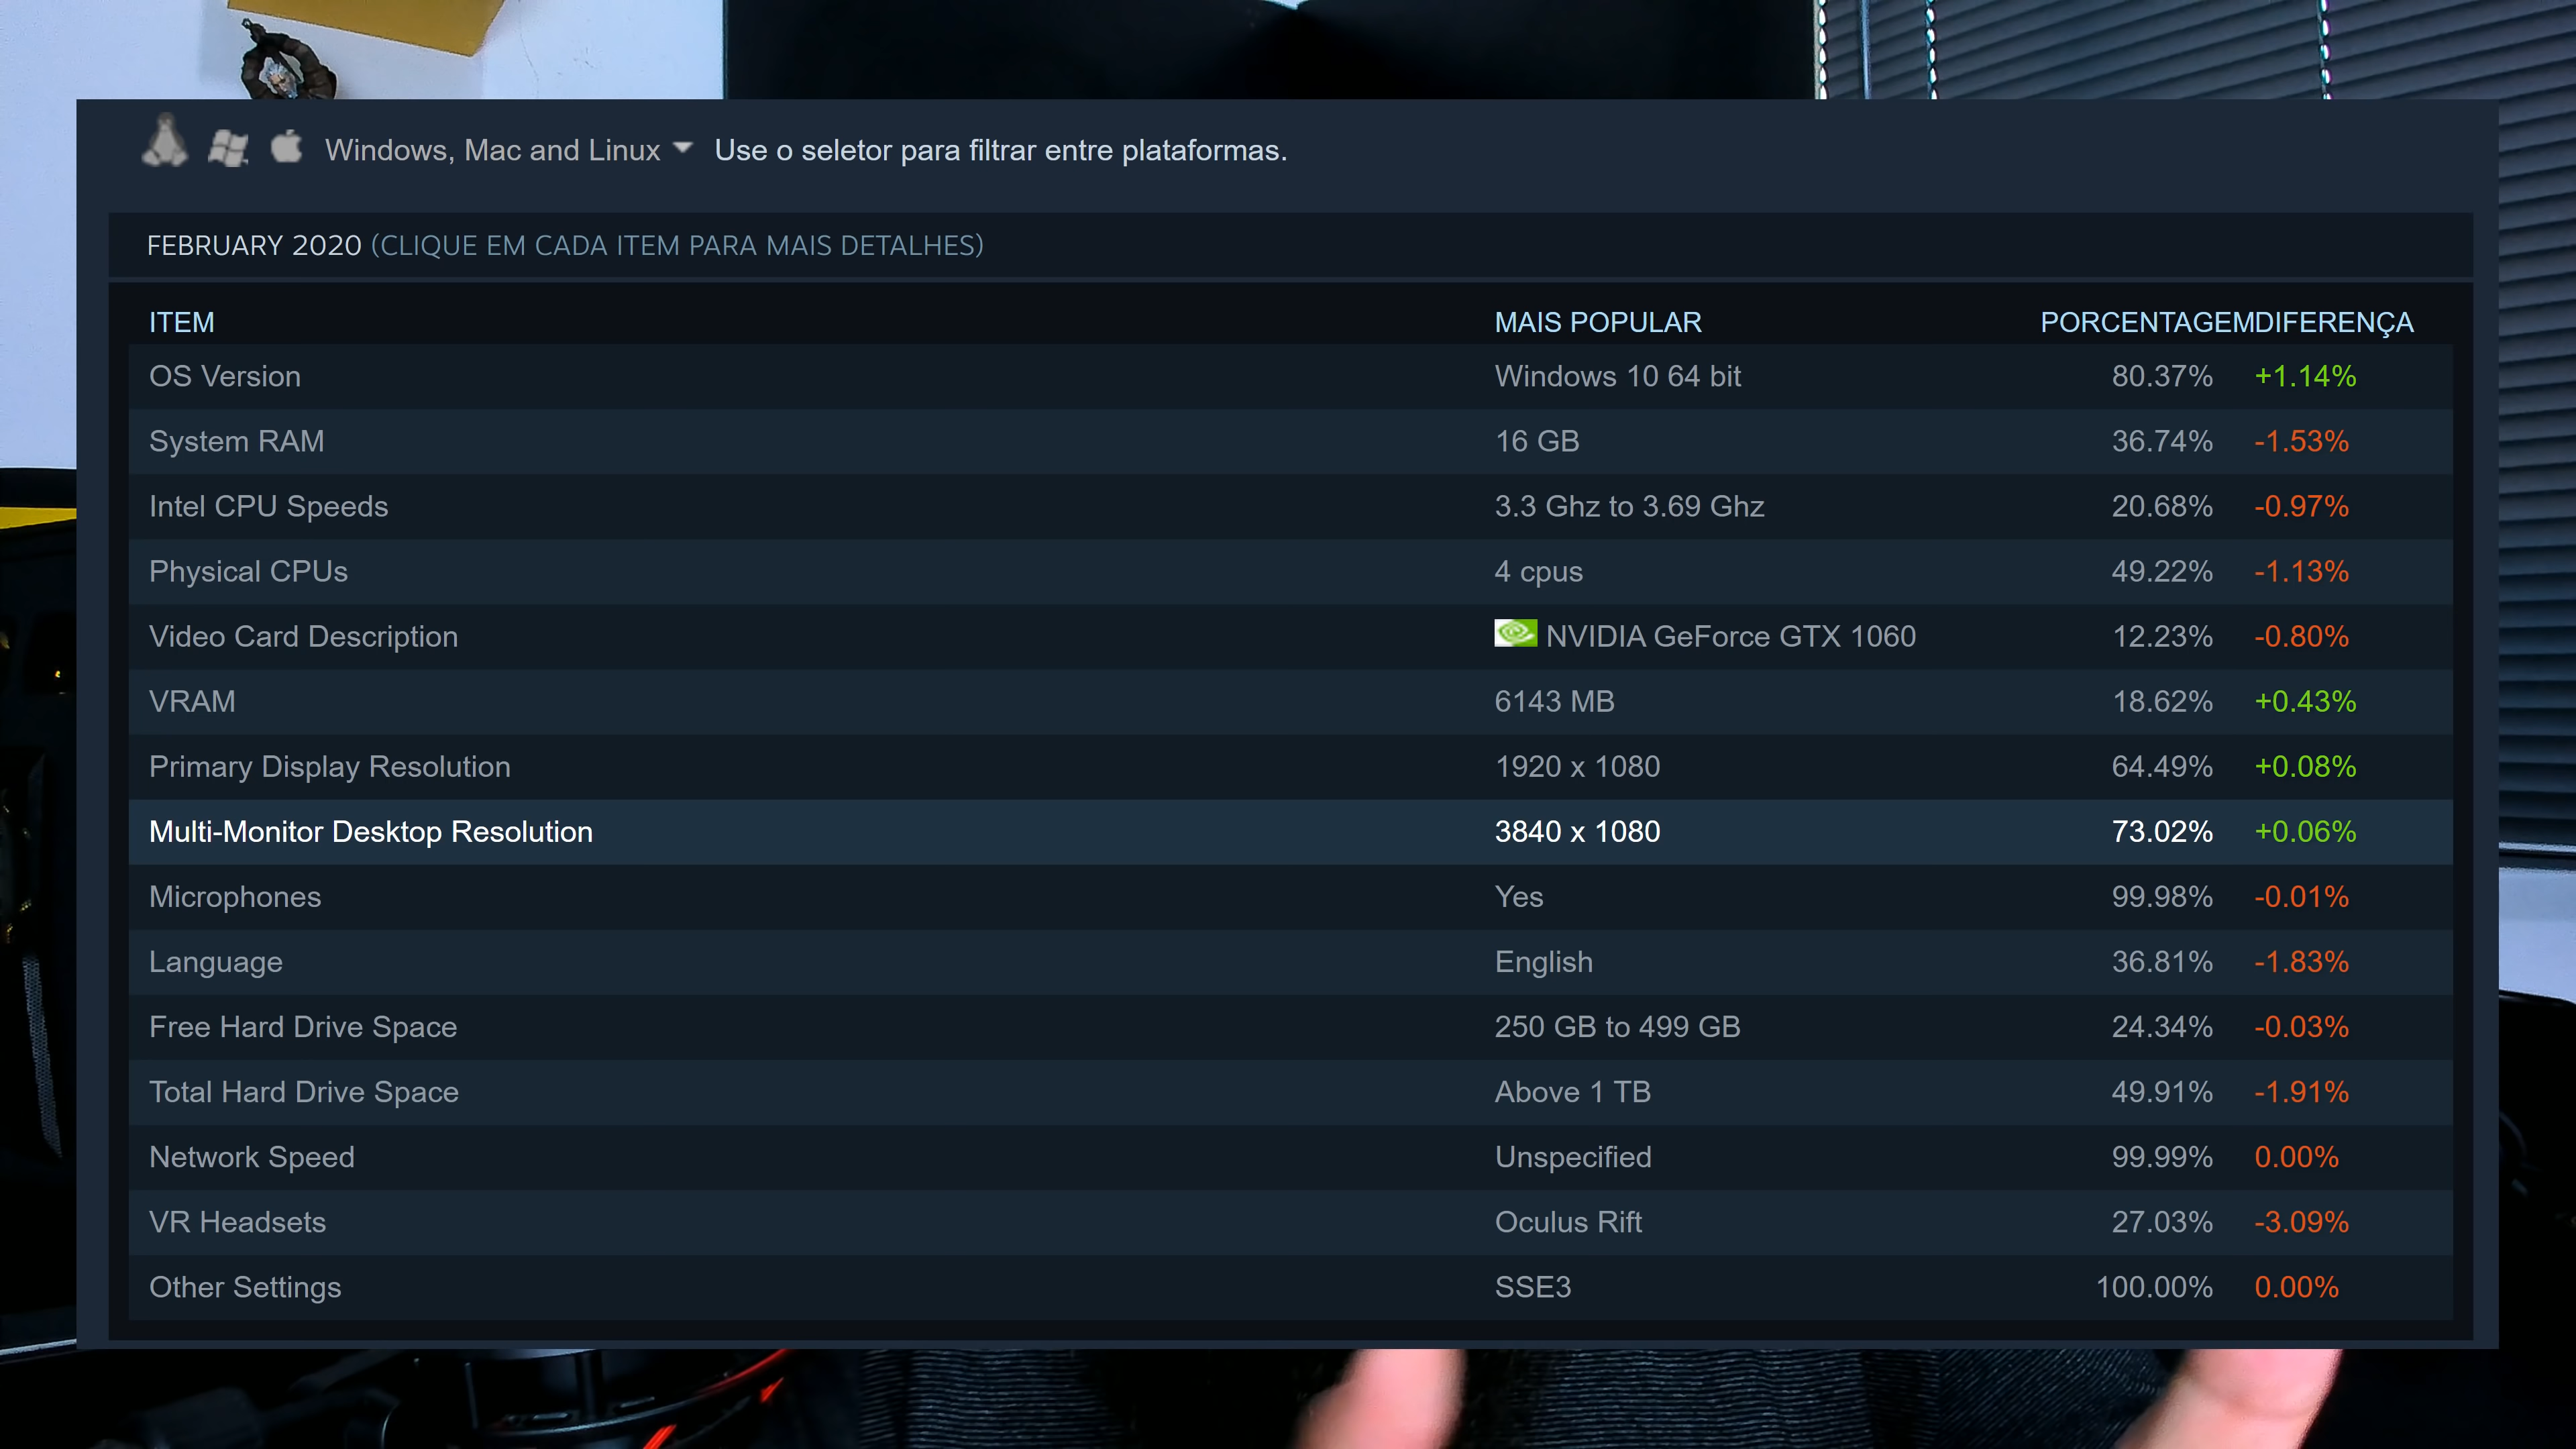 Windows, Mac and Linux Use o seletor para filtrar entre plataformas.
FEBRUARY 2020 (CLIQUE EM CADA ITEM PARA MAIS DETALHES)
ITEM MAIS POPULAR PORCENTAGEMDIFERENÇA
OS Version Windows 10 64 bit 80.37% +1.14%
System RAM 16 GB 36.74% -1.53%
Intel CPU Speeds 3.3 Ghz to 3.69 Ghz 20.68% -0.97%
Physical CPUs 4 cpus 49.22% -1.13%
Video Card Description NVIDIA GeForce GTX 1060 12.23% -0.80%
VRAM 6143 MB 18.62% +0.43%
Primary Display Resolution 1920 x 1080 64.49% +0.08%
Multi-Monitor Desktop Resolution 3840 x 1080 73.02% +0.06%
Microphones Yes 99.98% -0.01%
Language English 36.81% -1.83%
Free Hard Drive Space 250 GB to 499 GB 24.34% -0.03%
Total Hard Drive Space Above 1 TB 49.91% -1.91%
Network Speed Unspecified 99.99% 0.00%
VR Headsets Oculus Rift 27.03% -3.09%
Other Settings SSE3 100.00% 0.00%